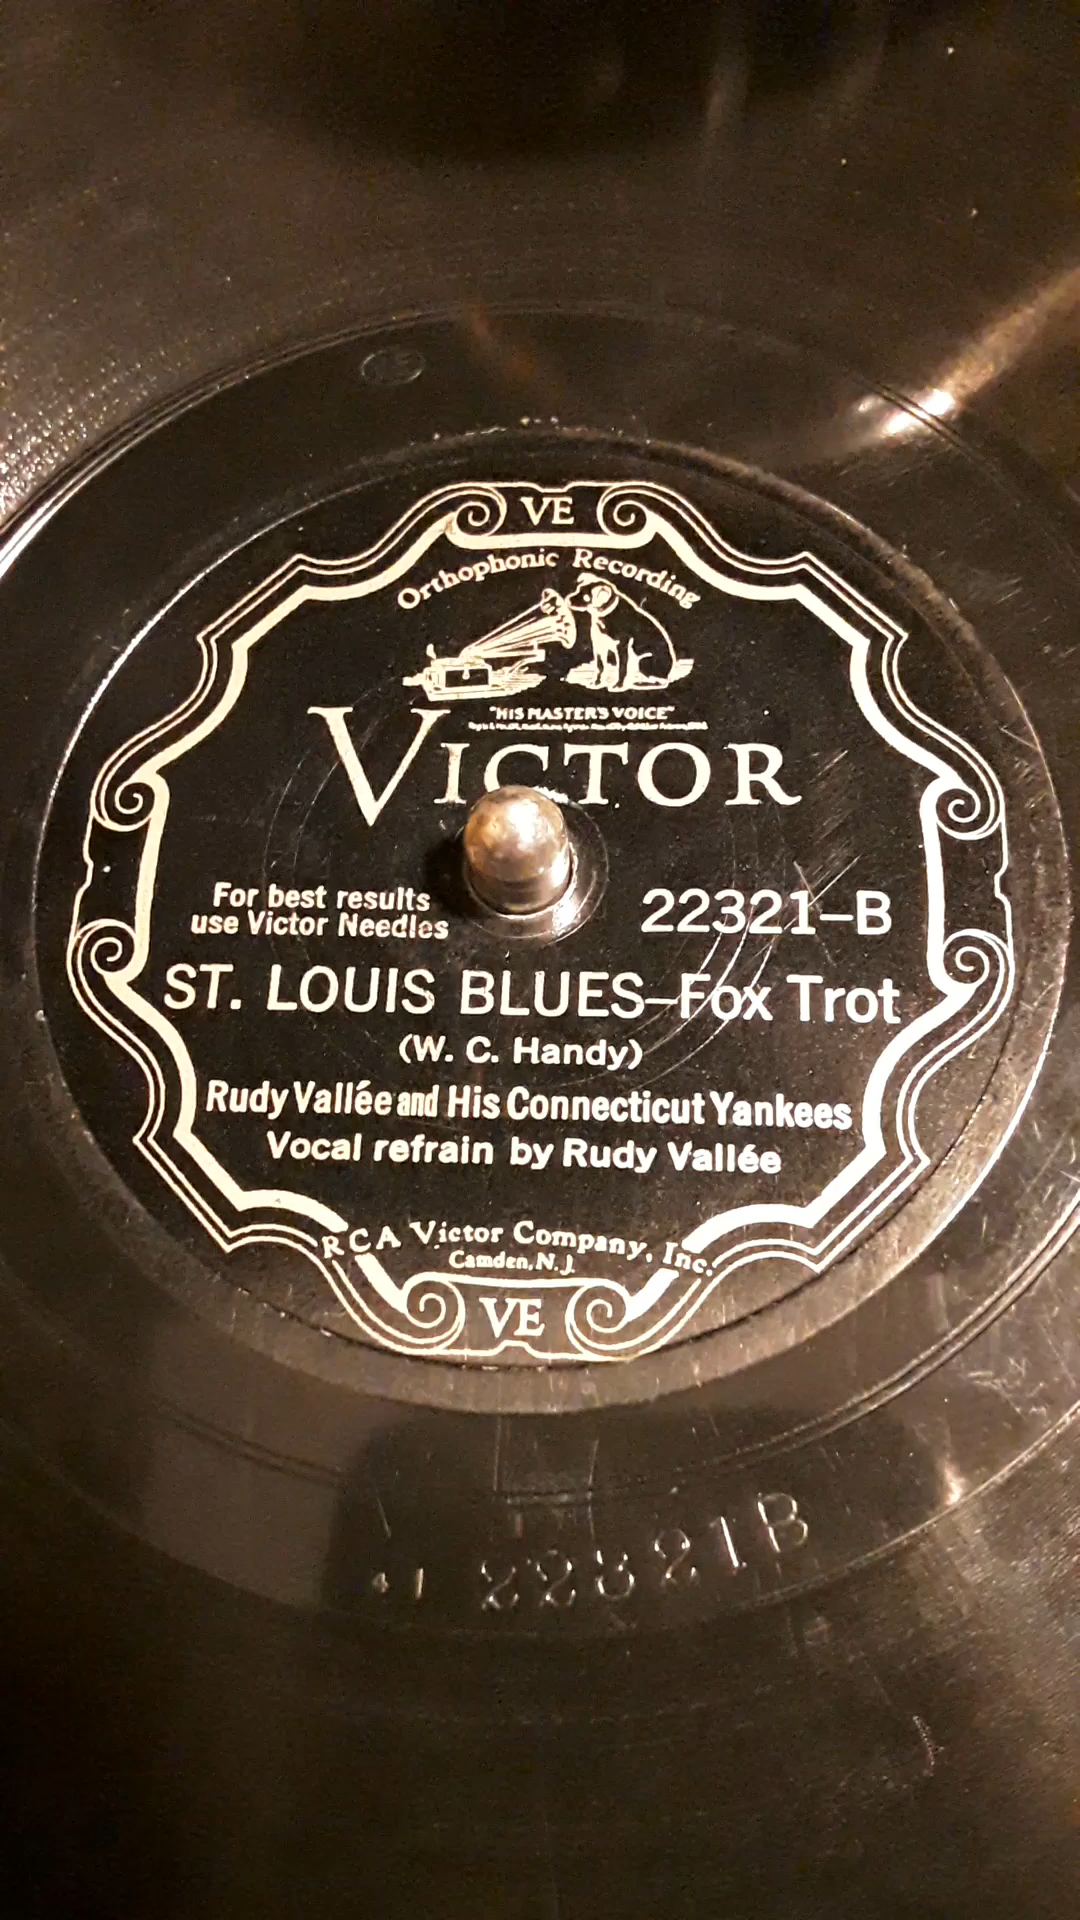 VE
Orthophonic Recording
"HIS MASTER'S VOICE"
VICTOR
For best results
use Victor Needles
22321–B
ST. LOUIS BLUES–Fox Trot
(W. C. Handy)
Rudy Vallée and His Connecticut Yankees
Vocal refrain by Rudy Vallée
RCA Victor Company, Inc.
Camden, N. J.
VE
22321B